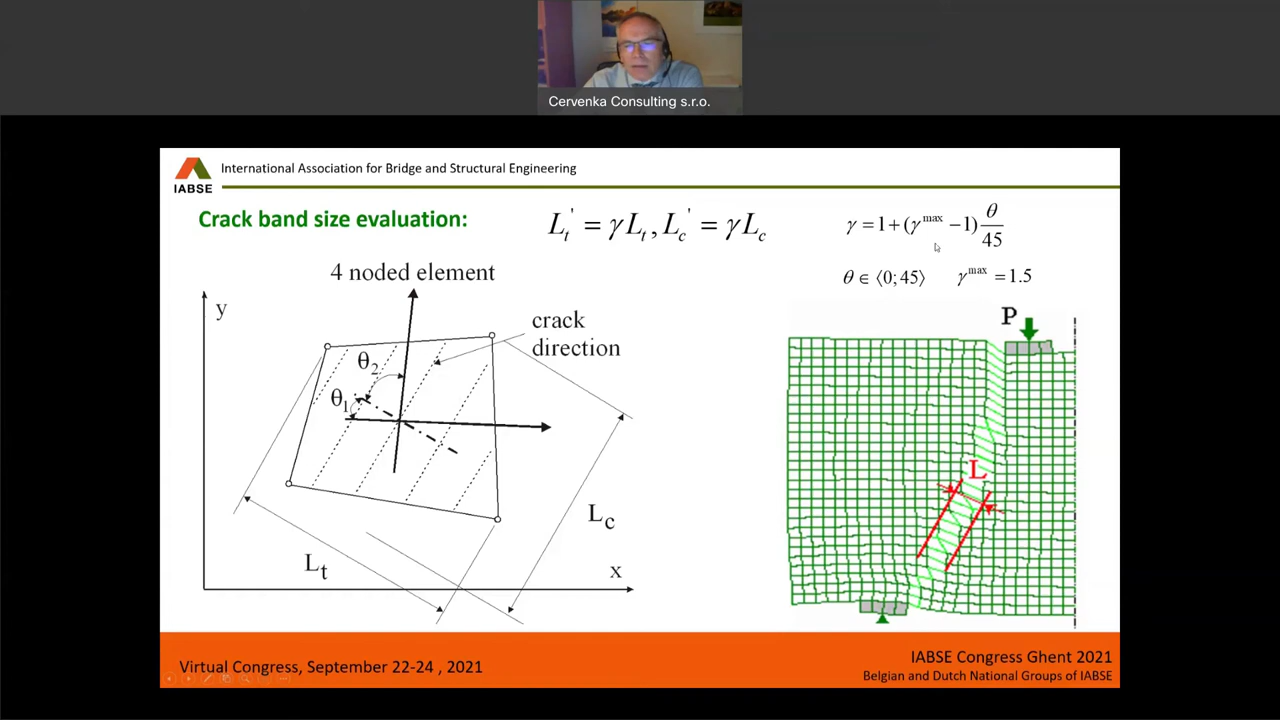 Cervenka Consulting s.r.o.
IABSE
International Association for Bridge and Structural Engineering
Crack band size evaluation:
L_t' = γL_t, L_c' = γL_c
γ = 1 + (γ^max − 1) θ/45
θ ∈ ⟨0; 45⟩ γ^max = 1.5
4 noded element
y
crack
direction
θ₂
θ₁
L_c
L_t
x
P
L
Virtual Congress, September 22-24 , 2021
IABSE Congress Ghent 2021
Belgian and Dutch National Groups of IABSE